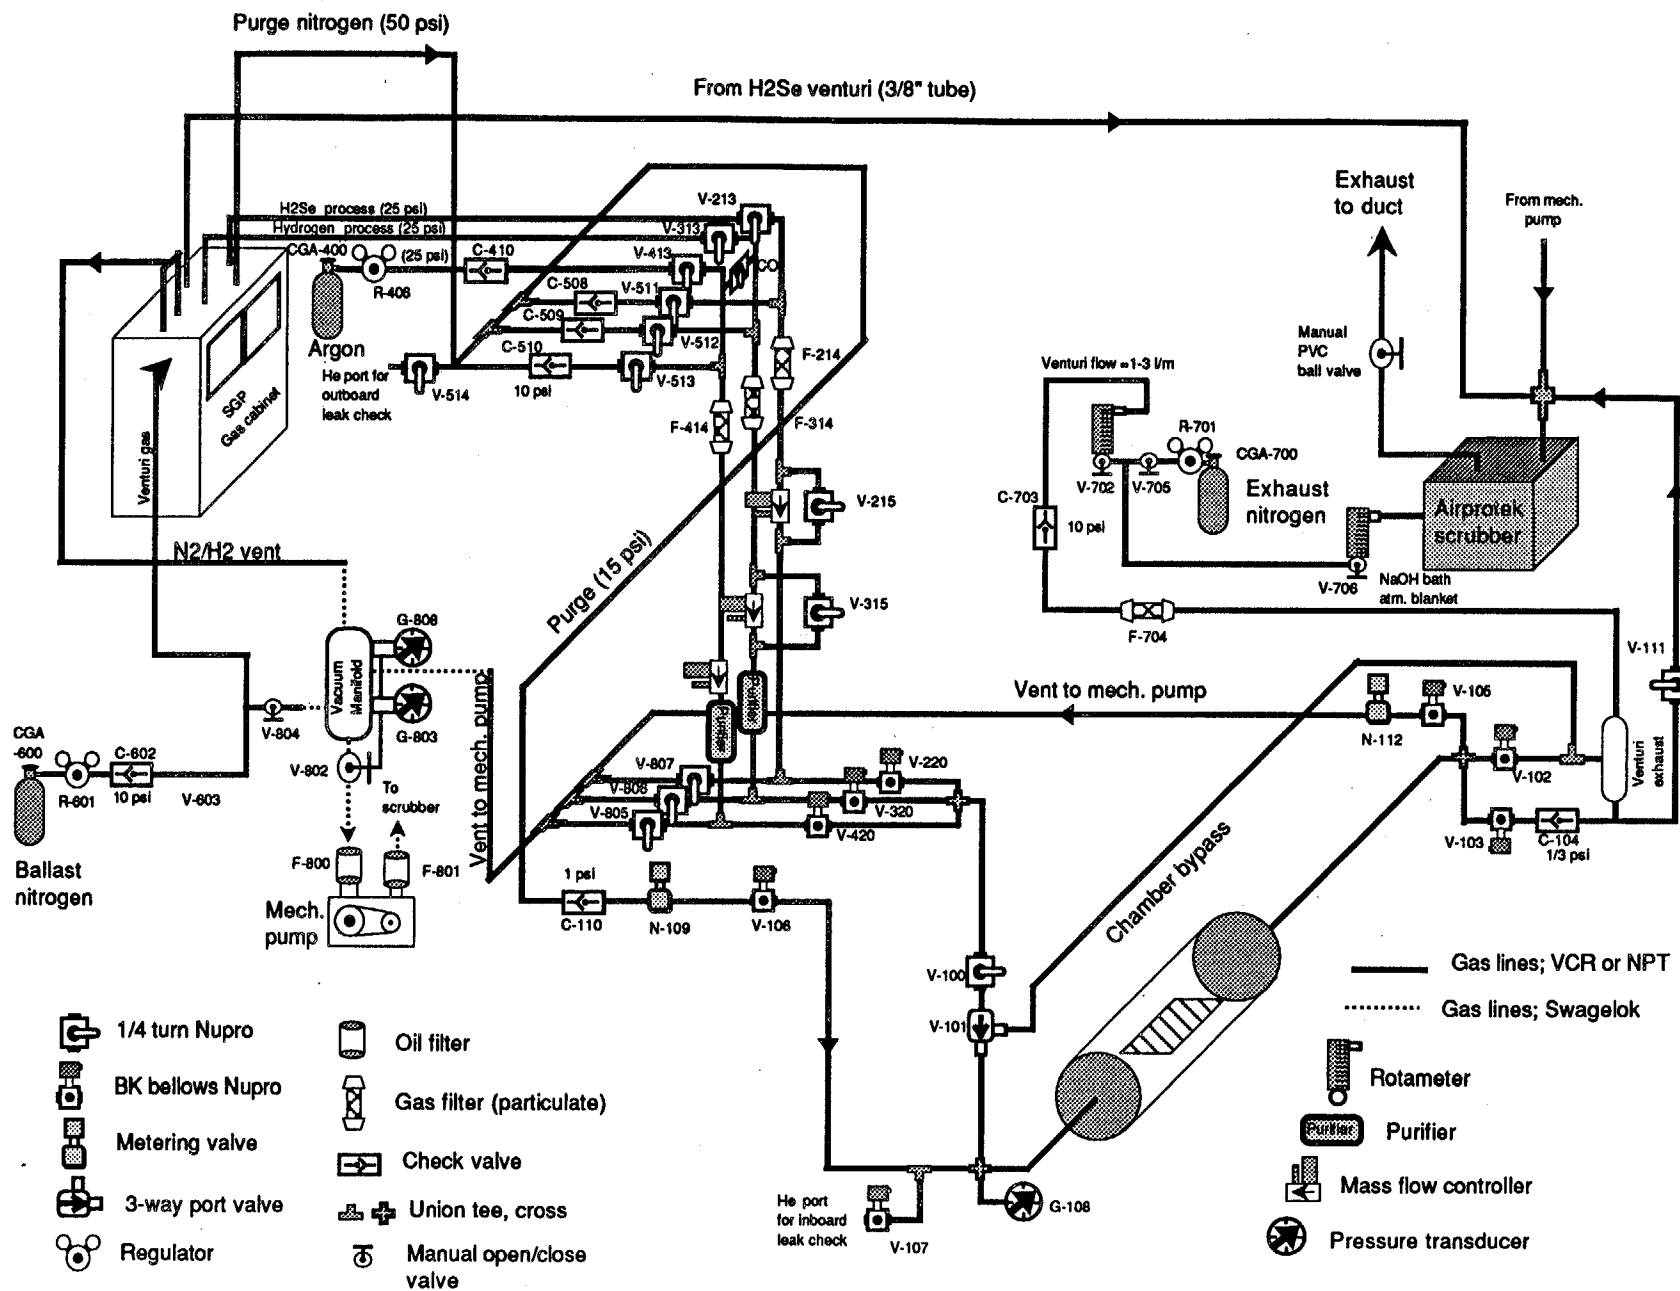 Purge nitrogen (50 psi)
From H2Se venturi (3/8" tube)
H2Se process (25 psi)
Hydrogen process (25 psi)
CGA-400
(25 psi)
C-410
R-406
Argon
V-213
V-313
V-413
CO
C-508
V-511
C-509
V-512
C-510
10 psi
V-513
V-514
He port for
outboard
leak check
F-214
F-314
F-414
SGP
Gas cabinet
Venturi gas
N2/H2 vent
Purge (15 psi)
V-215
V-315
Exhaust
to duct
From mech.
pump
Manual
PVC
ball valve
Venturi flow =1-3 l/m
R-701
CGA-700
V-702
V-705
Exhaust
nitrogen
C-703
10 psi
V-706
Airprotek
scrubber
NaOH bath
atm. blanket
F-704
V-111
G-808
Vacuum
Manifold
G-803
V-804
V-802
CGA
-600
C-602
R-601
10 psi
V-603
Ballast
nitrogen
To
scrubber
F-800
F-801
Mech.
pump
Vent to mech. pump
Purifier
Purifier
Vent to mech. pump
N-112
V-105
V-102
V-103
C-104
1/3 psi
Venturi
exhaust
V-807
V-806
V-805
V-220
V-320
V-420
1 psi
C-110
N-109
V-106
Chamber bypass
V-100
V-101
He port
for inboard
leak check
V-107
G-108
Gas lines; VCR or NPT
Gas lines; Swagelok
1/4 turn Nupro
BK bellows Nupro
Metering valve
3-way port valve
Regulator
Oil filter
Gas filter (particulate)
Check valve
Union tee, cross
Manual open/close
valve
Rotameter
Purifier
Purifier
Mass flow controller
Pressure transducer